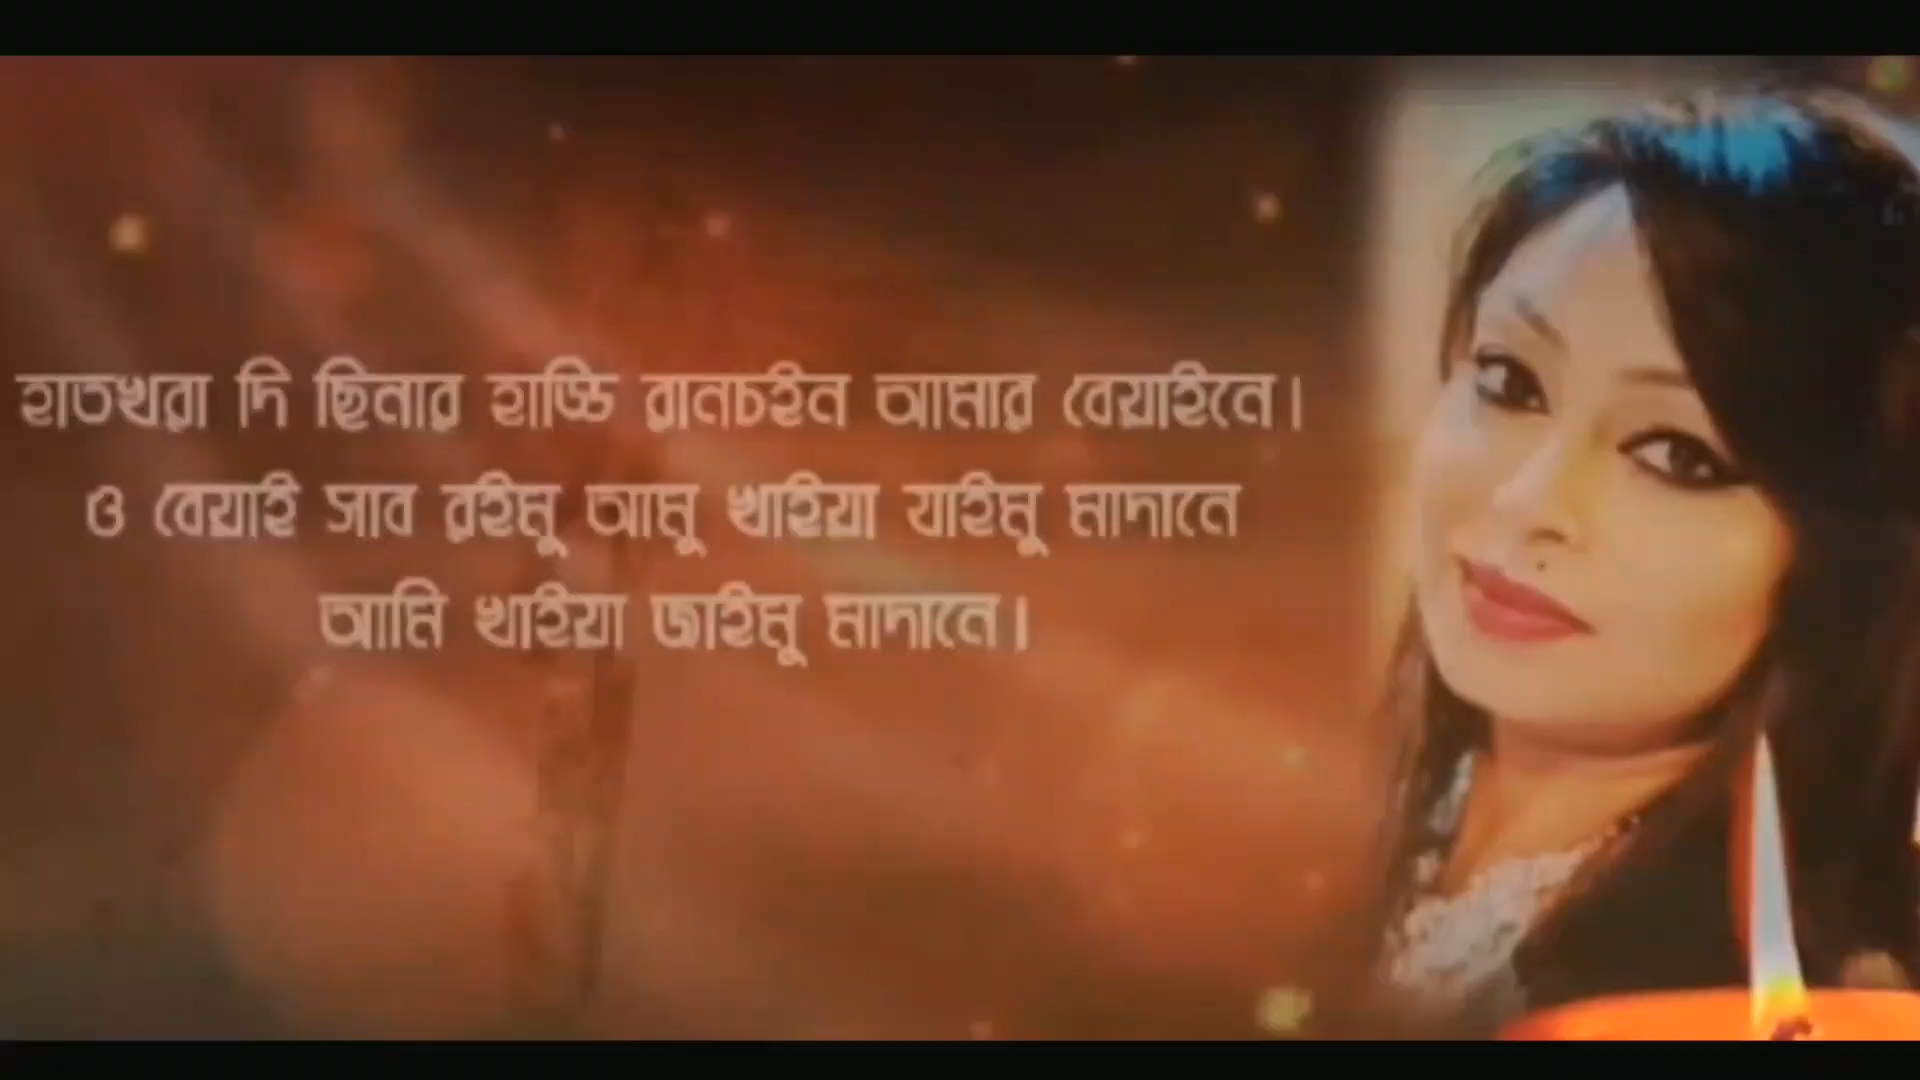 হাতখরা দি ছিনার হাড্ডি রানচইন আমার বেয়াইনে।
ও বেয়াই সাব রইমু আমু খাইয়া যাইমু মাদানে
আমি খাইয়া জাইমু মাদানে।